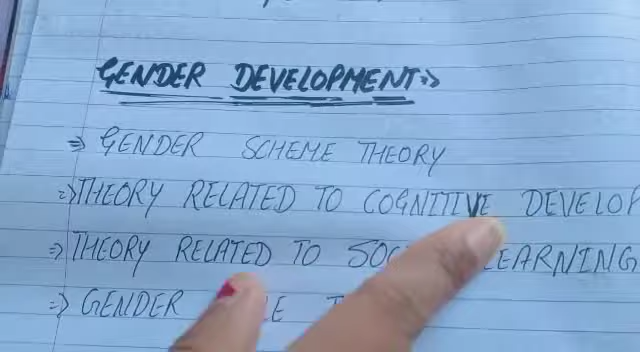 GENDER DEVELOPMENT:→
⇒ GENDER SCHEME THEORY
⇒ THEORY RELATED TO COGNITIVE DEVELOP
⇒ THEORY RELATED TO LEARNING
⇒ GENDER